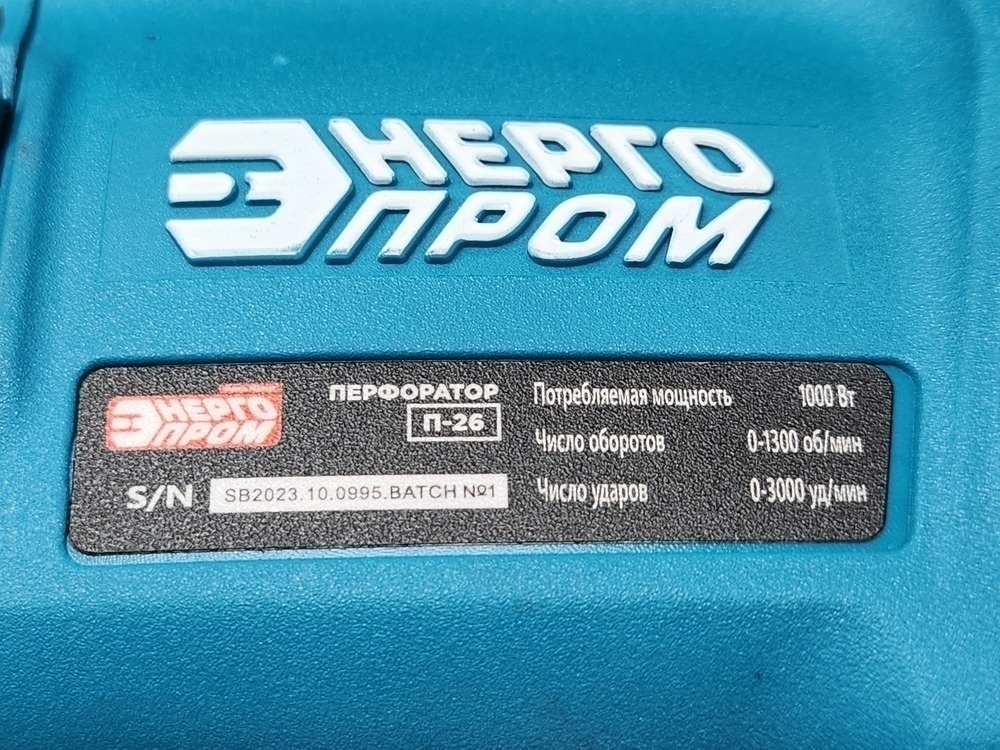 ЭНЕРГО
ПРОМ
ЭНЕРГО
ПРОМ
ПЕРФОРАТОР
П-26
S/N SB2023.10.0995.BATCH №1
Потребляемая мощность 1000 Вт
Число оборотов 0-1300 об/мин
Число ударов 0-3000 уд/мин